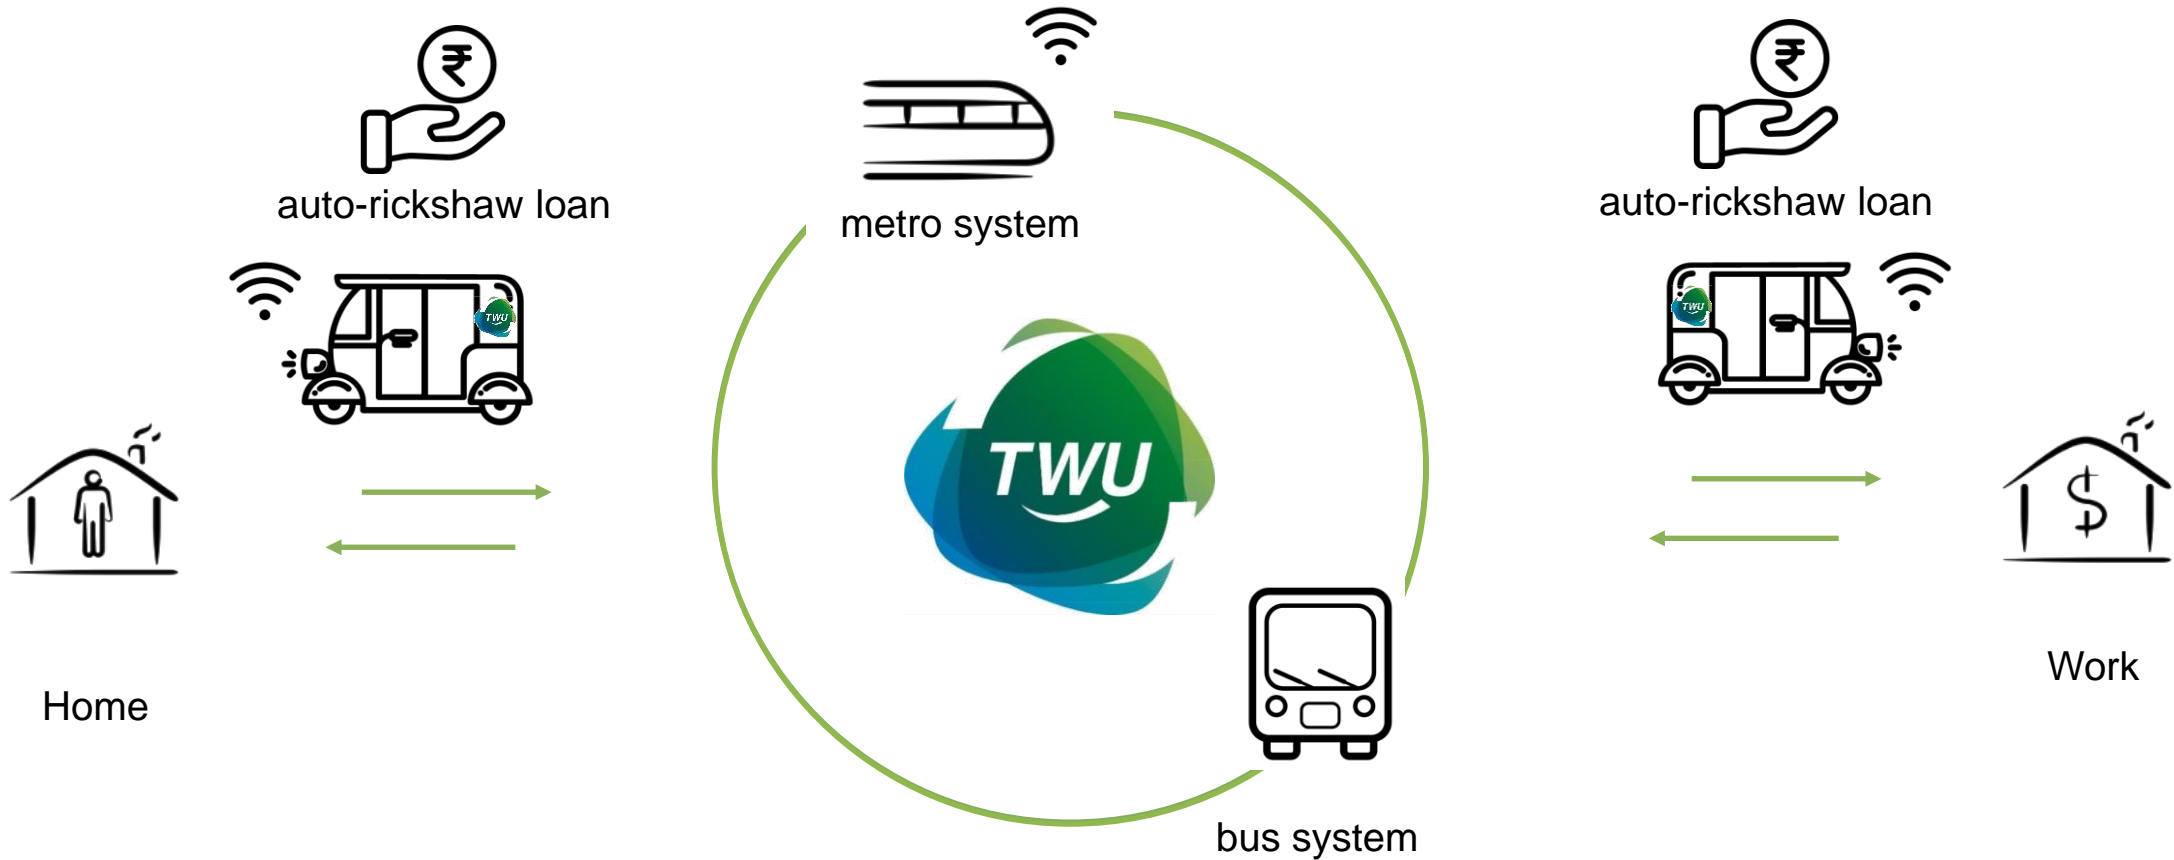 ₹
₹
auto-rickshaw loan
metro system
auto-rickshaw loan
TWU
TWU
TWU
$
Home
Work
bus system